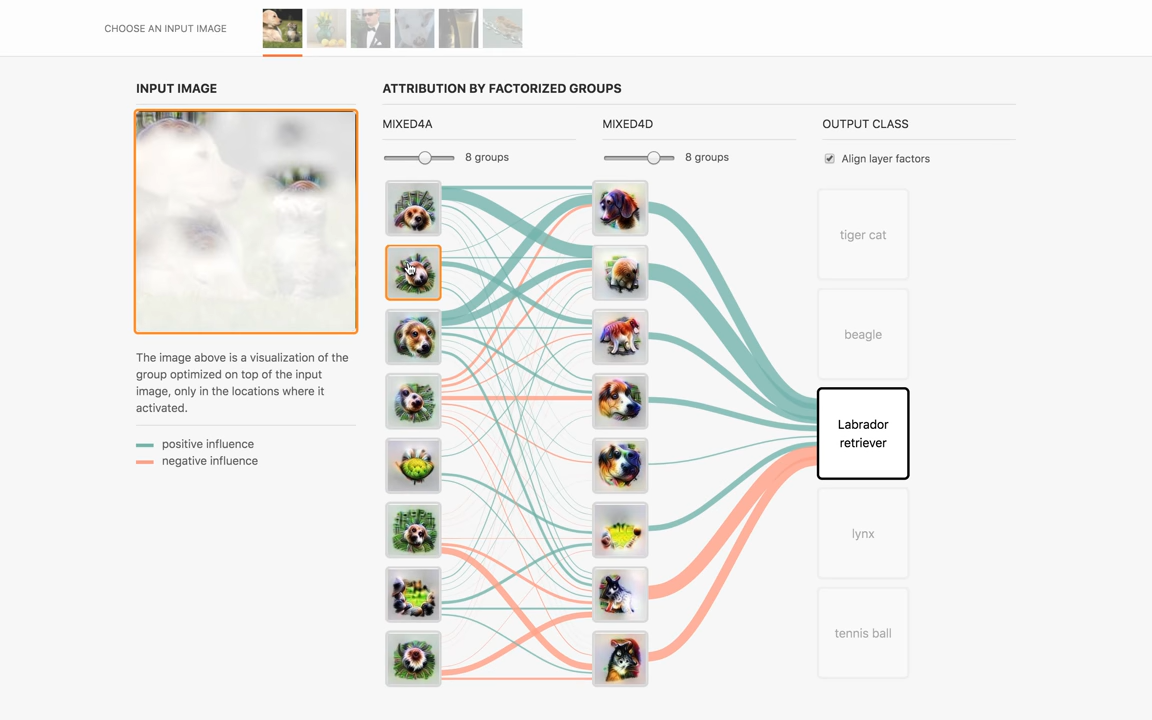 CHOOSE AN INPUT IMAGE
INPUT IMAGE
ATTRIBUTION BY FACTORIZED GROUPS
MIXED4A
MIXED4D
OUTPUT CLASS
8 groups
8 groups
Align layer factors
tiger cat
beagle
Labrador
retriever
lynx
tennis ball
The image above is a visualization of the
group optimized on top of the input
image, only in the locations where it
activated.
positive influence
negative influence